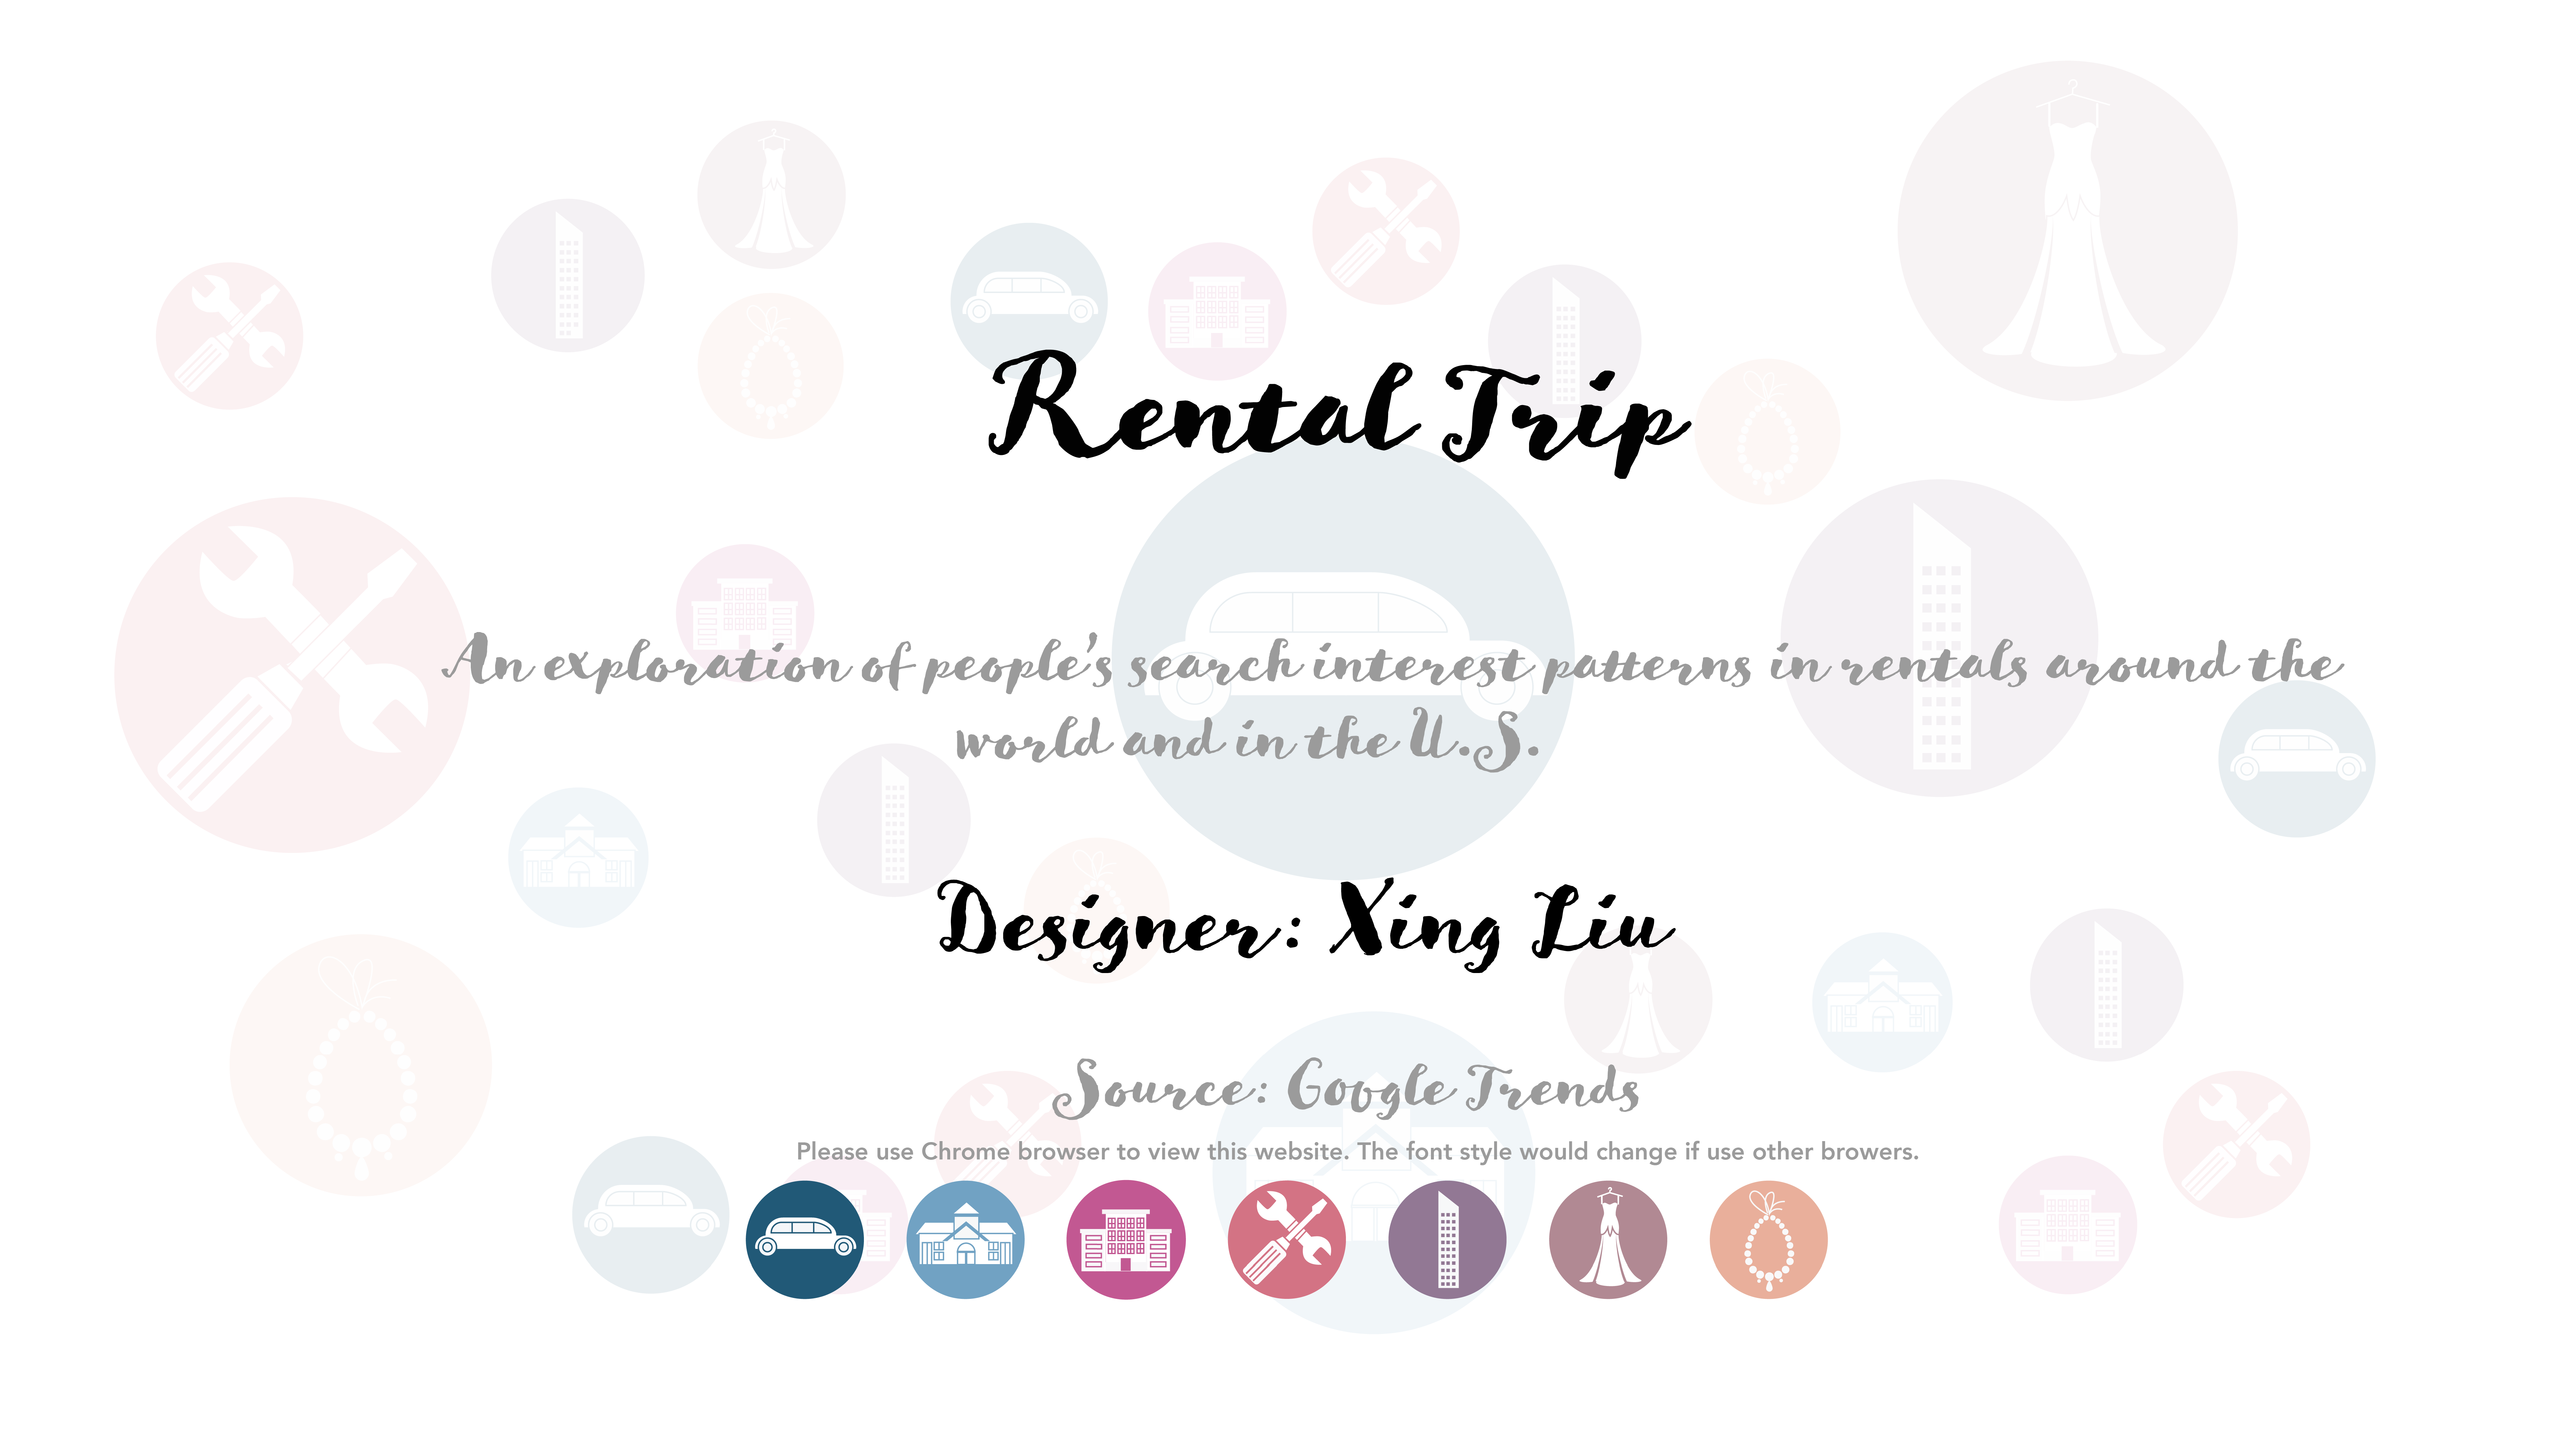 Rental Trip
An exploration of people's search interest patterns in rentals around the
world and in the U.S.
Designer: Xing Liu
Source: Google Trends
Please use Chrome browser to view this website. The font style would change if use other browers.